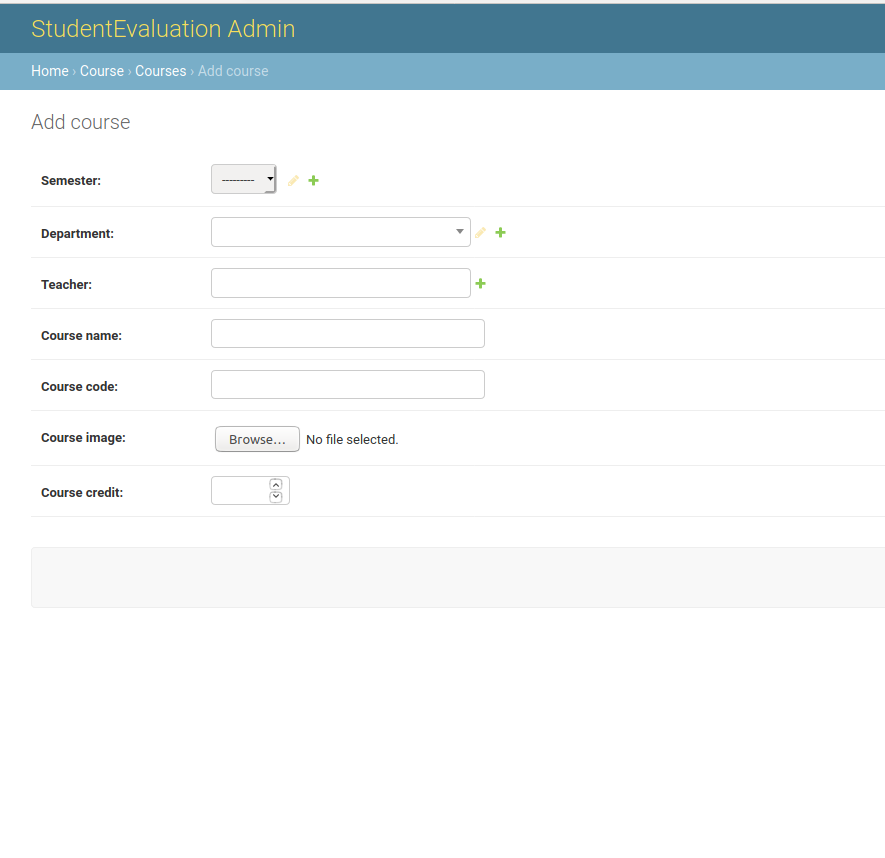 StudentEvaluation Admin
Home › Course › Courses › Add course
Add course
Semester: ---------
Department:
Teacher:
Course name:
Course code:
Course image: Browse... No file selected.
Course credit: